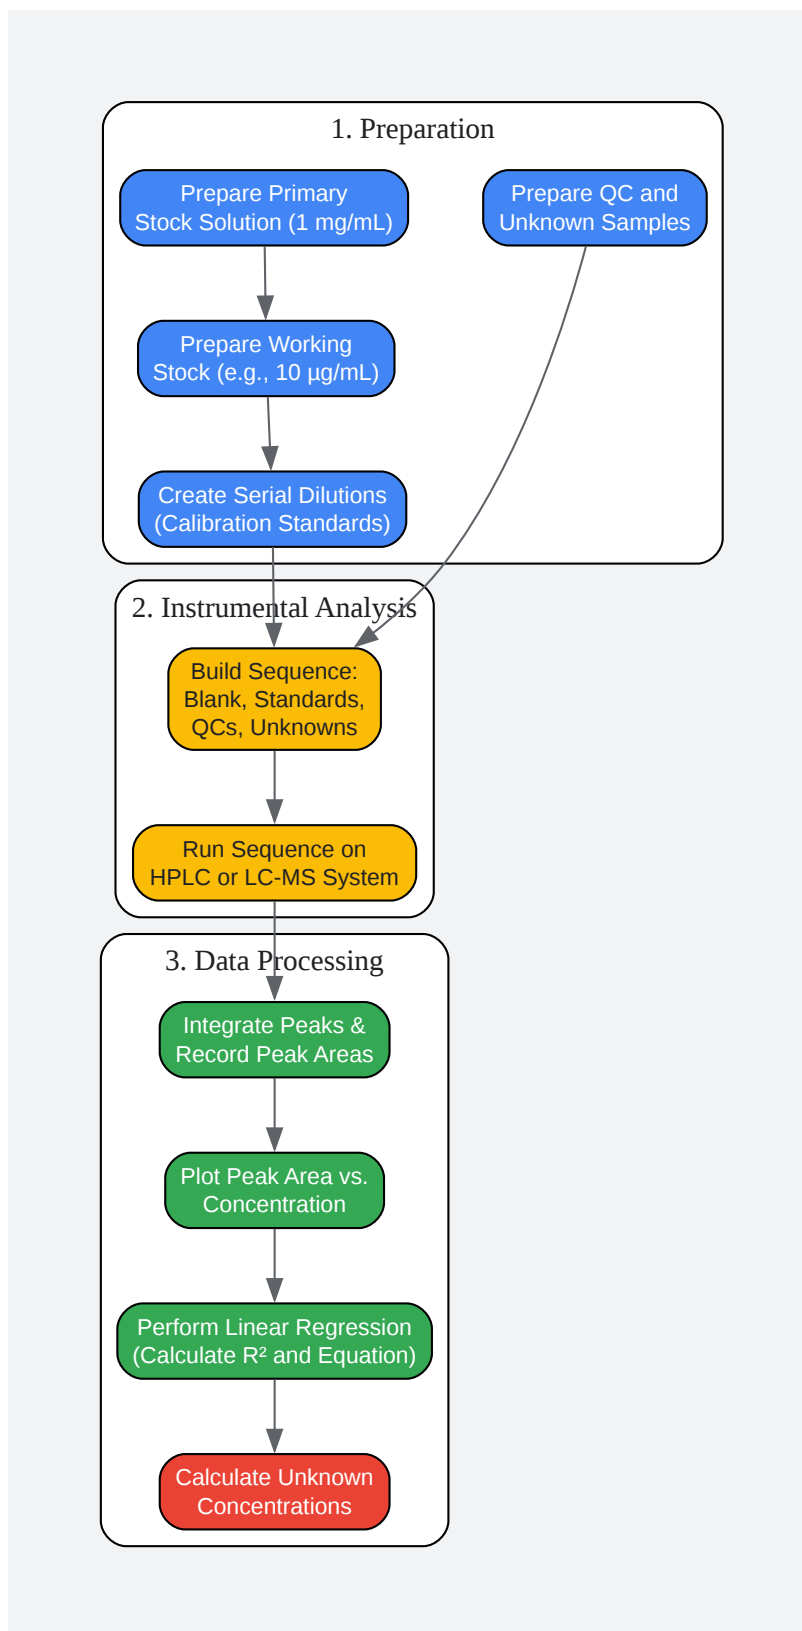 1. Preparation
Prepare Primary
Stock Solution (1 mg/mL)
Prepare QC and
Unknown Samples
Prepare Working
Stock (e.g., 10 µg/mL)
Create Serial Dilutions
(Calibration Standards)
2. Instrumental Analysis
Build Sequence:
Blank, Standards,
QCs, Unknowns
Run Sequence on
HPLC or LC-MS System
3. Data Processing
Integrate Peaks &
Record Peak Areas
Plot Peak Area vs.
Concentration
Perform Linear Regression
(Calculate R² and Equation)
Calculate Unknown
Concentrations